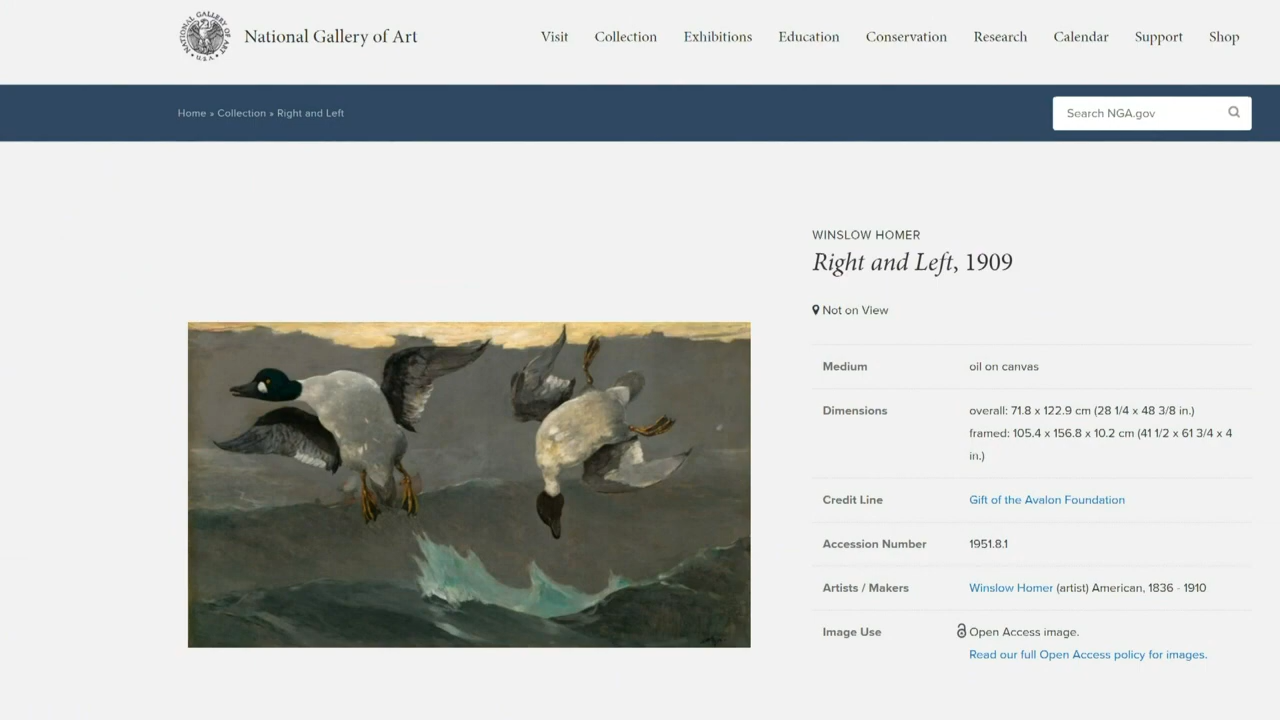 NATIONAL GALLERY OF ART
U.S.A.
National Gallery of Art
Visit
Collection
Exhibitions
Education
Conservation
Research
Calendar
Support
Shop
Home » Collection » Right and Left
Search NGA.gov
WINSLOW HOMER
Right and Left, 1909
Not on View
Medium
oil on canvas
Dimensions
overall: 71.8 x 122.9 cm (28 1/4 x 48 3/8 in.)
framed: 105.4 x 156.8 x 10.2 cm (41 1/2 x 61 3/4 x 4
in.)
Credit Line
Gift of the Avalon Foundation
Accession Number
1951.8.1
Artists / Makers
Winslow Homer (artist) American, 1836 - 1910
Image Use
Open Access image.
Read our full Open Access policy for images.